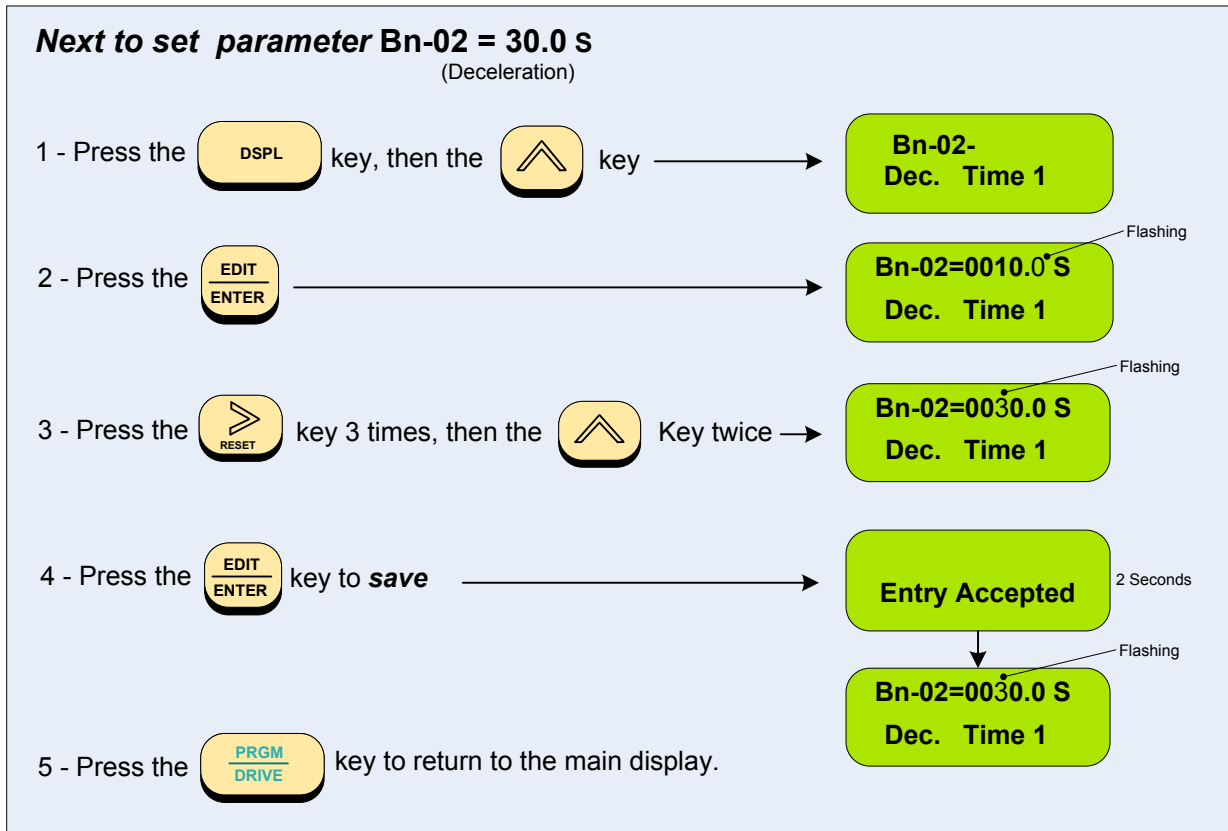 Next to set parameter Bn-02 = 30.0 S
(Deceleration)
1 - Press the DSPL key, then the key
Bn-02-
Dec. Time 1
Flashing
2 - Press the EDIT ENTER
Bn-02=0010.0 S
Dec. Time 1
Flashing
3 - Press the RESET key 3 times, then the Key twice
Bn-02=0030.0 S
Dec. Time 1
4 - Press the EDIT ENTER key to save
Entry Accepted
2 Seconds
Flashing
Bn-02=0030.0 S
Dec. Time 1
5 - Press the PRGM DRIVE key to return to the main display.